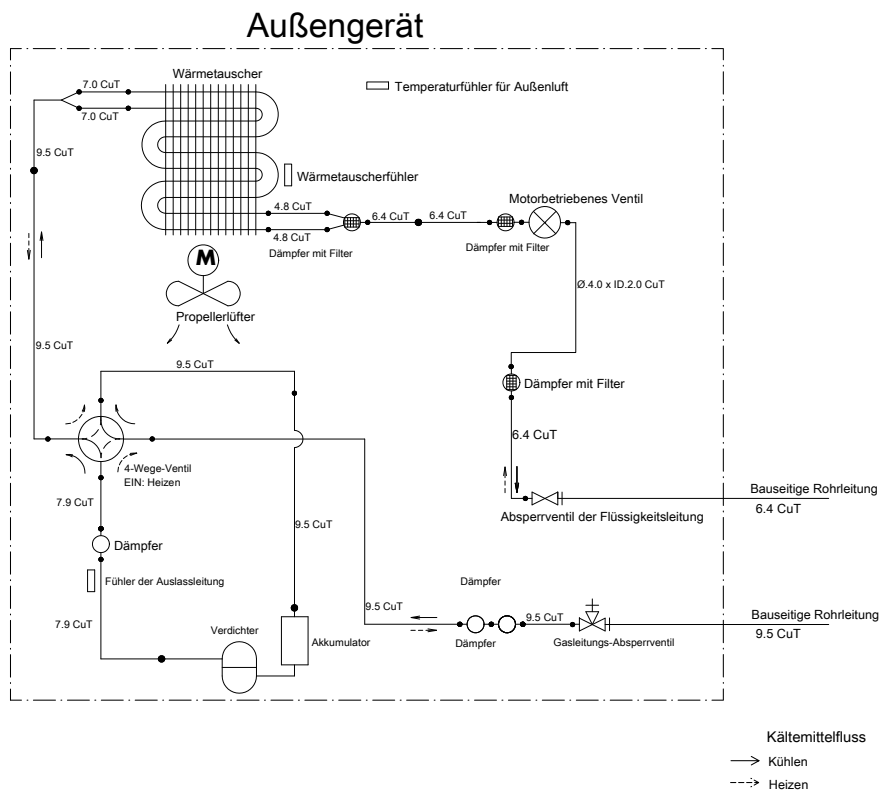 Außengerät
Wärmetauscher
7.0 CuT
7.0 CuT
Temperaturfühler für Außenluft
9.5 CuT
Wärmetauscherfühler
Motorbetriebenes Ventil
4.8 CuT
6.4 CuT
6.4 CuT
4.8 CuT
Dämpfer mit Filter
Dämpfer mit Filter
M
Ø.4.0 x ID.2.0 CuT
Propellerlüfter
9.5 CuT
9.5 CuT
Dämpfer mit Filter
6.4 CuT
4-Wege-Ventil
EIN: Heizen
7.9 CuT
Bauseitige Rohrleitung
6.4 CuT
Absperrventil der Flüssigkeitsleitung
9.5 CuT
Dämpfer
Fühler der Auslassleitung
Dämpfer
7.9 CuT
Verdichter
Akkumulator
9.5 CuT
Dämpfer
9.5 CuT
Gasleitungs-Absperrventil
Bauseitige Rohrleitung
9.5 CuT
Kältemittelfluss
Kühlen
Heizen